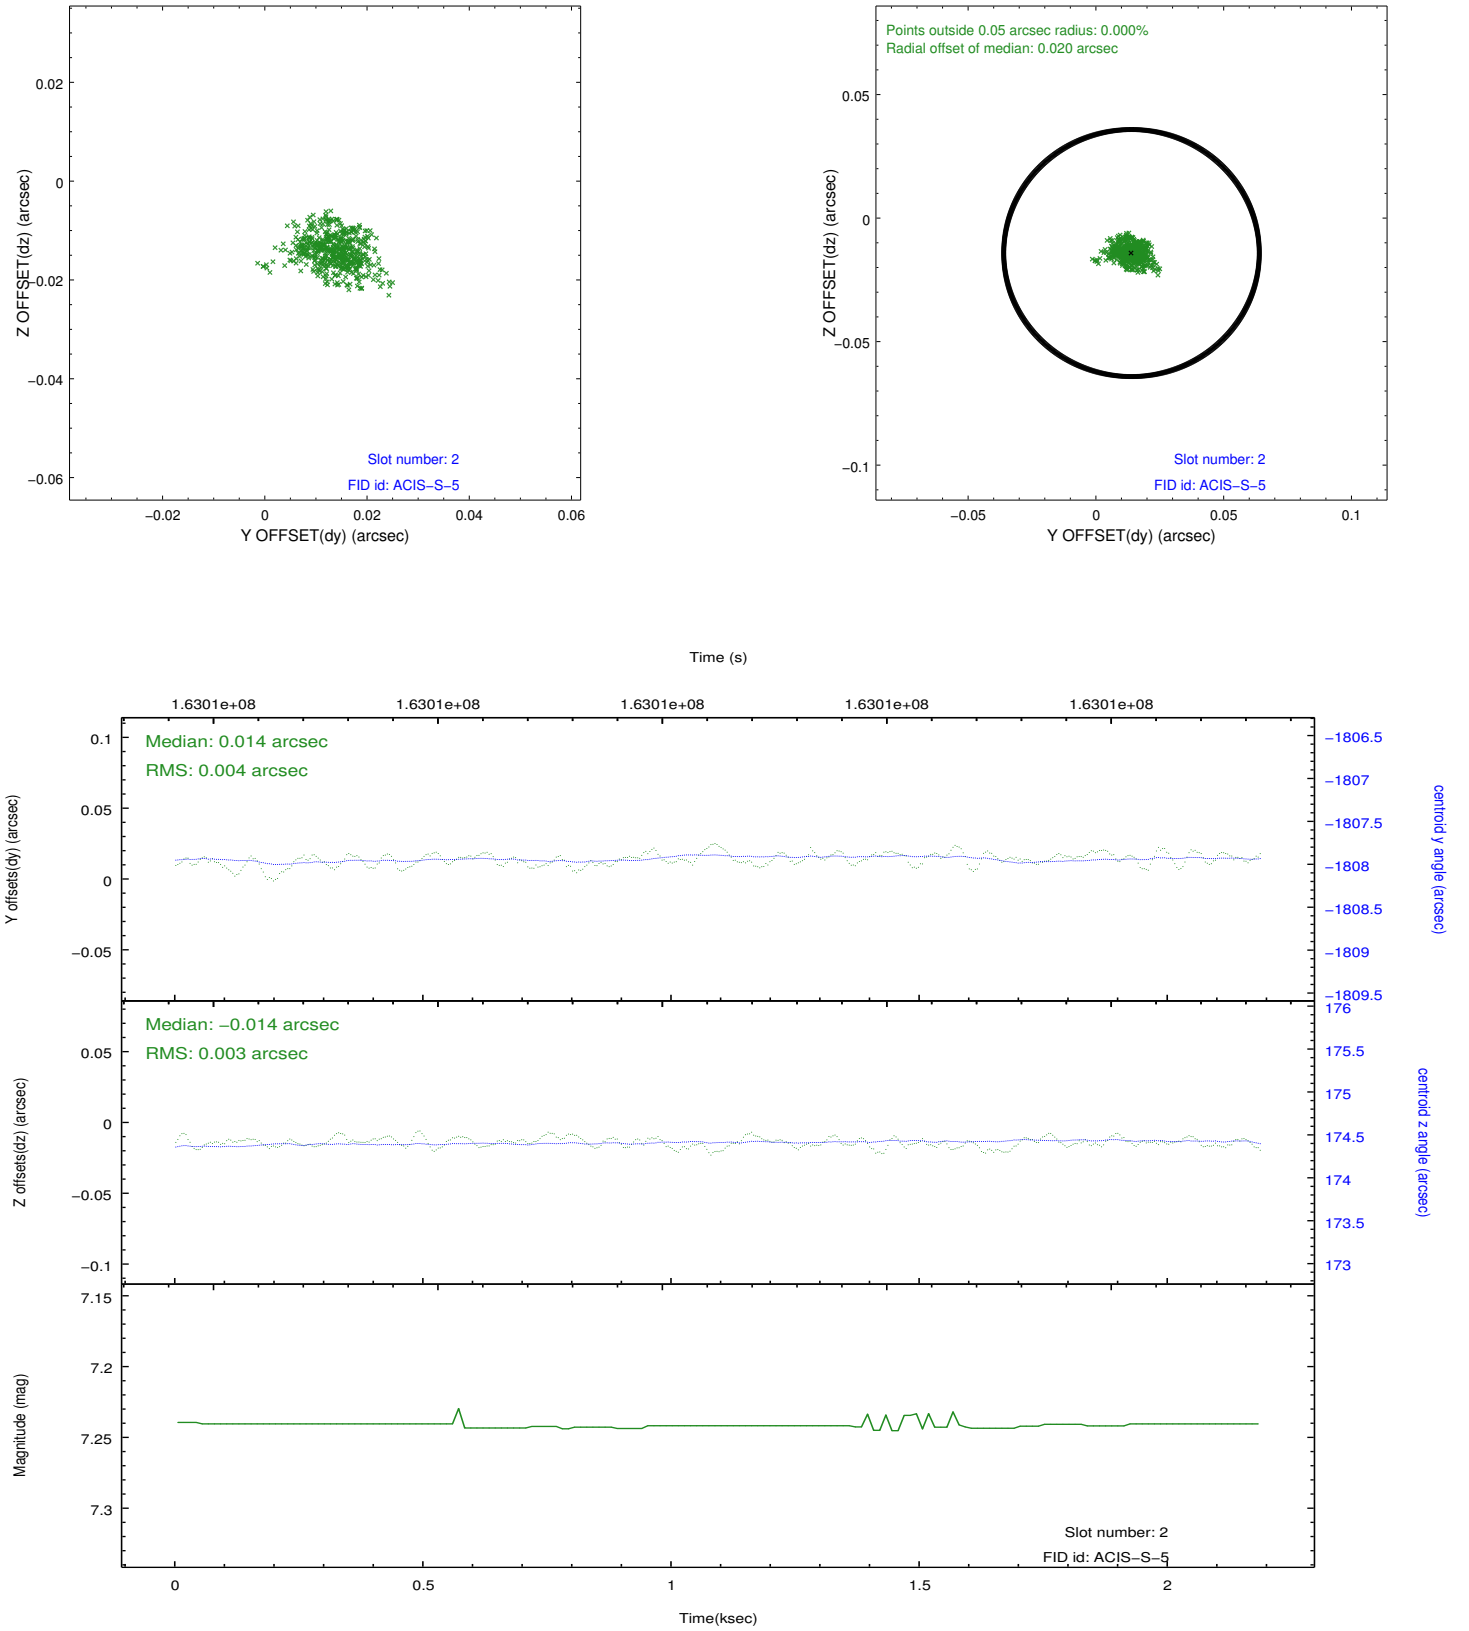 0.02
0
−0.02
−0.04
−0.06
Z OFFSET(dz) (arcsec)
Slot number: 2
FID id: ACIS−S−5
−0.02 0 0.02 0.04 0.06
Y OFFSET(dy) (arcsec)
Points outside 0.05 arcsec radius: 0.000%
Radial offset of median: 0.020 arcsec
0.05
0
−0.05
−0.1
Z OFFSET(dz) (arcsec)
Slot number: 2
FID id: ACIS−S−5
−0.05 0 0.05 0.1
Y OFFSET(dy) (arcsec)
Time (s)
1.6301e+08 1.6301e+08 1.6301e+08 1.6301e+08 1.6301e+08
Median: 0.014 arcsec
RMS: 0.004 arcsec
0.1
0.05
0
−0.05
Y offsets(dy) (arcsec)
−1806.5
−1807
−1807.5
−1808
−1808.5
−1809
−1809.5
centroid y angle (arcsec)
Median: −0.014 arcsec
RMS: 0.003 arcsec
0.05
0
−0.05
−0.1
Z offsets(dz) (arcsec)
176
175.5
175
174.5
174
173.5
173
centroid z angle (arcsec)
7.15
7.2
7.25
7.3
Magnitude (mag)
Slot number: 2
FID id: ACIS−S−5
0 0.5 1 1.5 2
Time(ksec)